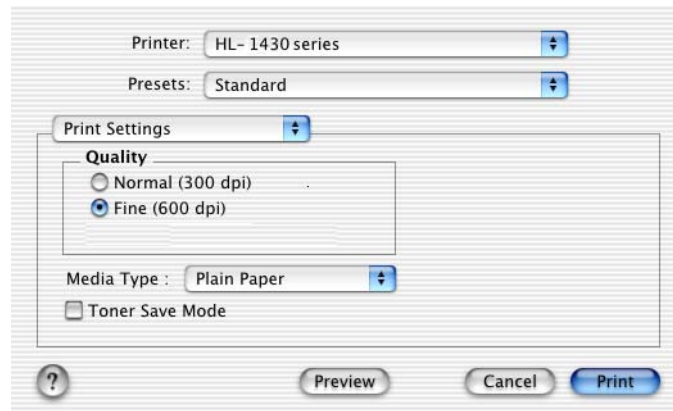 Printer: HL- 1430 series
Presets: Standard
Print Settings
Quality
Normal (300 dpi)
Fine (600 dpi)
Media Type : Plain Paper
Toner Save Mode
? Preview Cancel Print